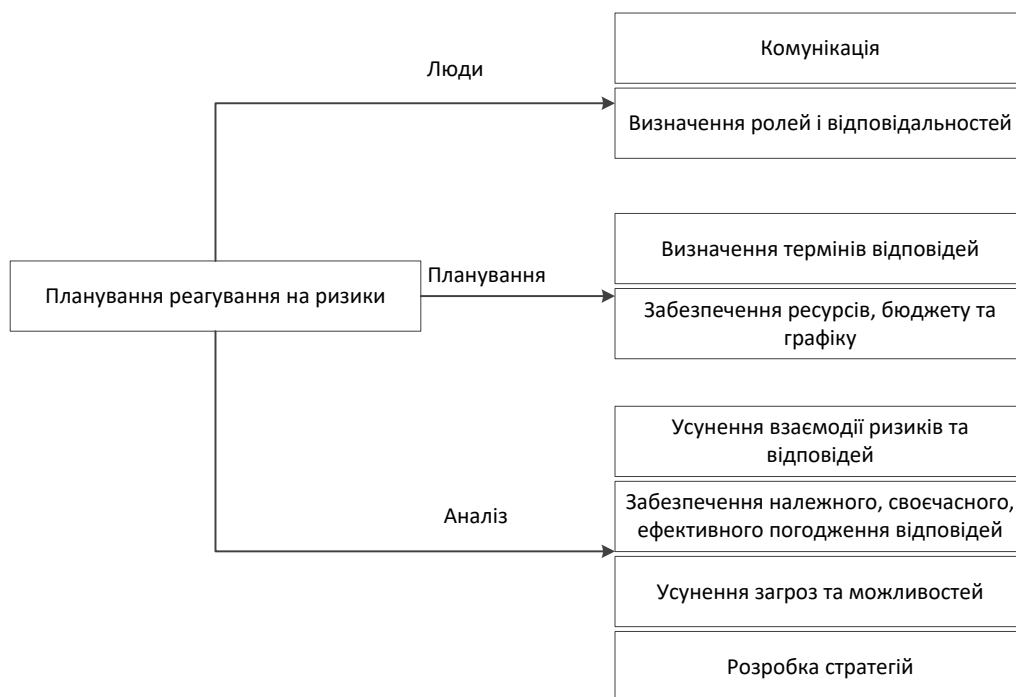 Люди
Комунікація
Визначення ролей і відповідальностей
Планування реагування на ризики
Планування
Визначення термінів відповідей
Забезпечення ресурсів, бюджету та
графіку
Аналіз
Усунення взаємодії ризиків та
відповідей
Забезпечення належного, своєчасного,
ефективного погодження відповідей
Усунення загроз та можливостей
Розробка стратегій